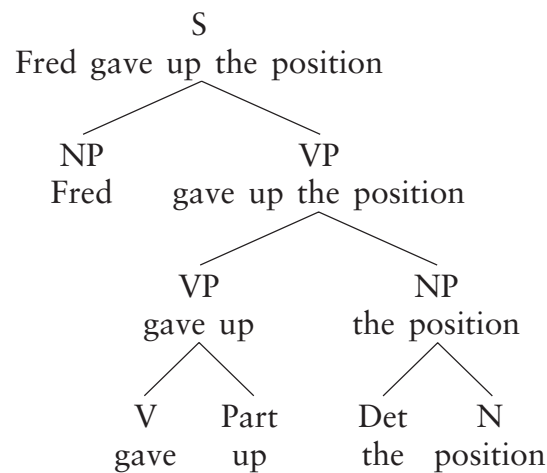 S
Fred gave up the position
NP VP
Fred gave up the position
VP NP
gave up the position
V Part Det N
gave up the position